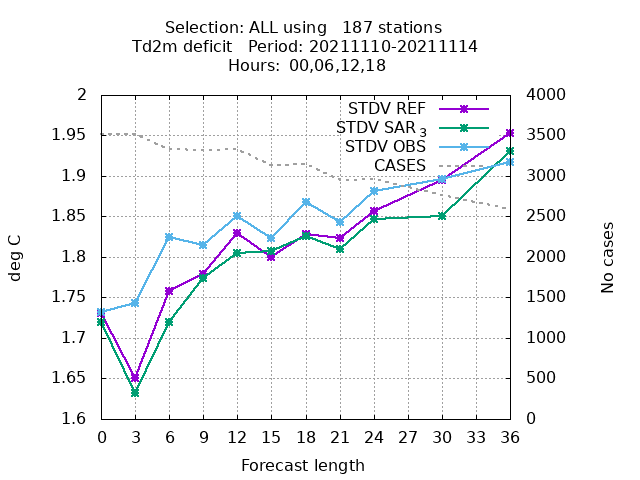 Selection: ALL using   187 stations
Td2m deficit   Period: 20211110-20211114
Hours:  00,06,12,18
2 4000
STDV REF
STDV SAR 3
1.95 3500
STDV OBS
CASES
1.9 3000
1.85 2500
1.8 2000
1.75 1500
1.7 1000
1.65 500
1.6 0
deg C
No cases
0 3 6 9 12 15 18 21 24 27 30 33 36
Forecast length